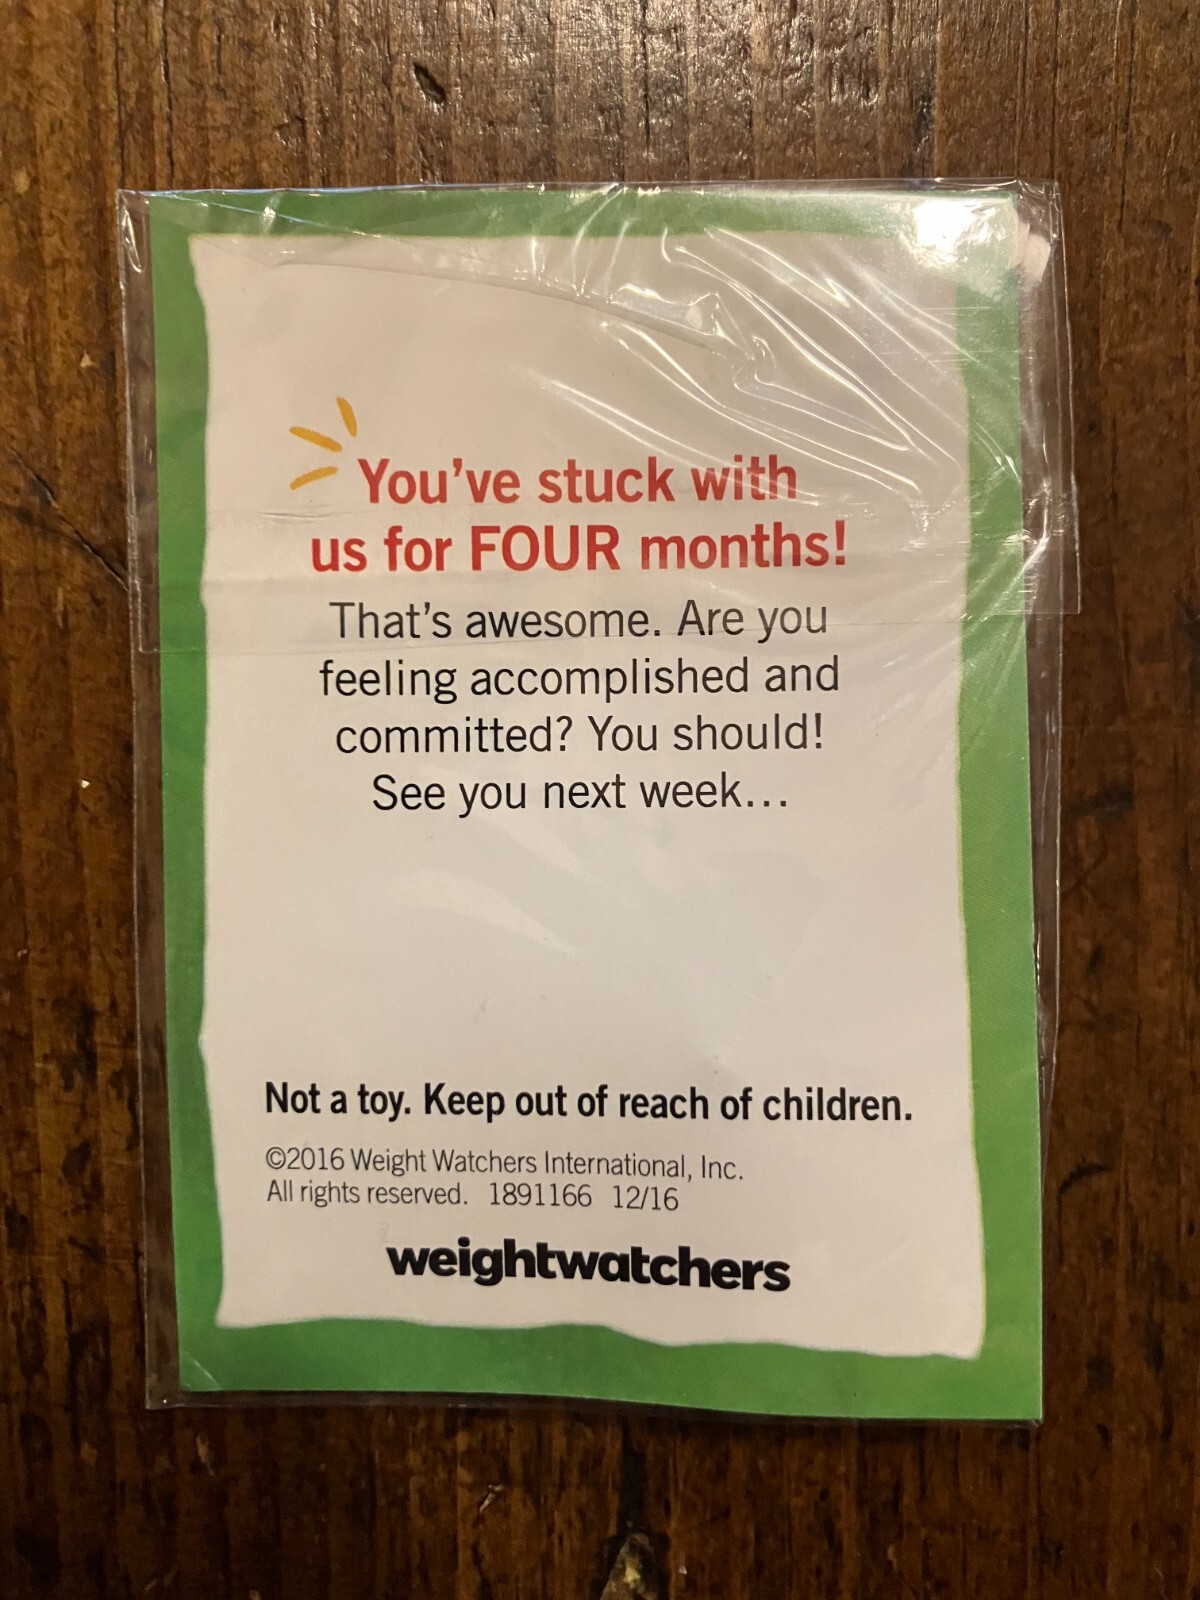 You've stuck with
us for FOUR months!
That's awesome. Are you
feeling accomplished and
committed? You should!
See you next week...
Not a toy. Keep out of reach of children.
©2016 Weight Watchers International, Inc.
All rights reserved. 1891166 12/16
weightwatchers